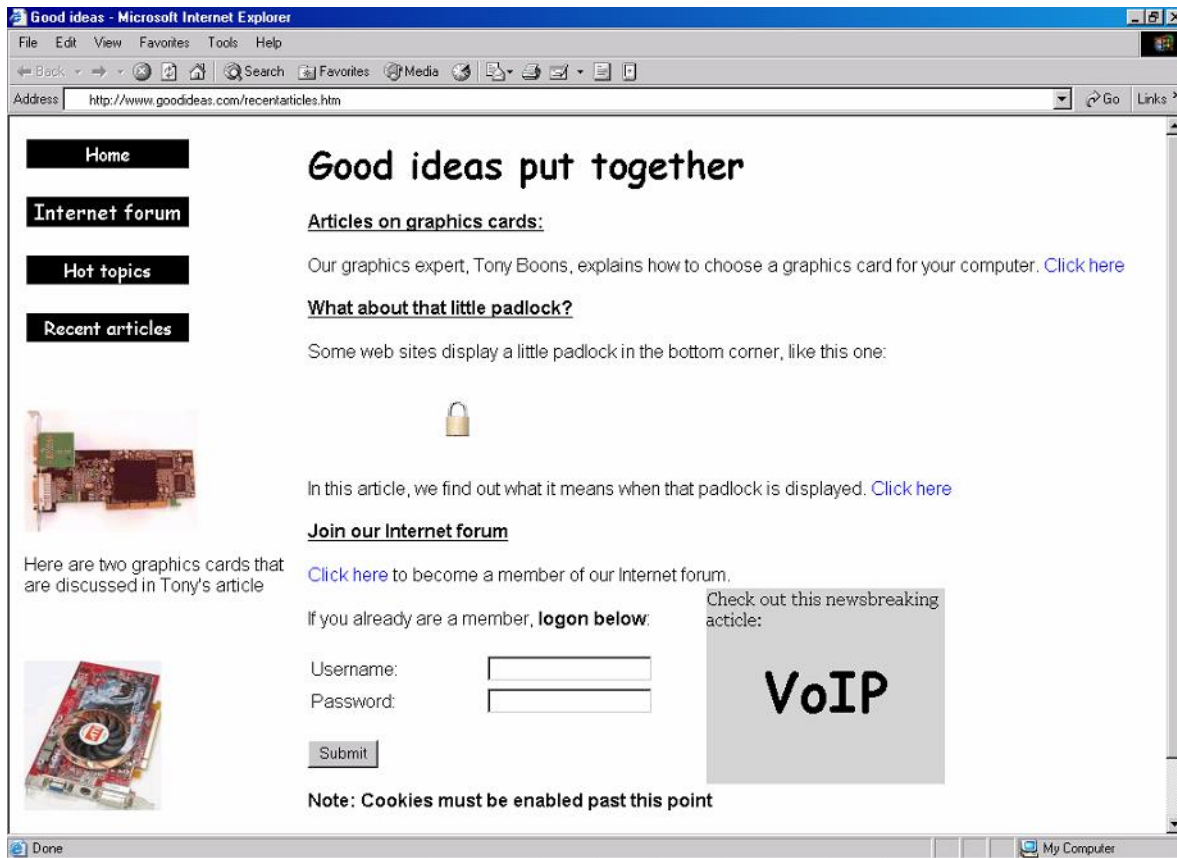 Good ideas - Microsoft Internet Explorer
File Edit View Favorites Tools Help
Back Search Favorites Media
Address http://www.goodideas.com/recentarticles.htm Go Links
Home
Internet forum
Hot topics
Recent articles
Here are two graphics cards that
are discussed in Tony's article
Good ideas put together
Articles on graphics cards:
Our graphics expert, Tony Boons, explains how to choose a graphics card for your computer. Click here
What about that little padlock?
Some web sites display a little padlock in the bottom corner, like this one:
In this article, we find out what it means when that padlock is displayed. Click here
Join our Internet forum
Click here to become a member of our Internet forum.
If you already are a member, logon below:
Username:
Password:
Submit
Note: Cookies must be enabled past this point
Check out this newsbreaking
acticle:
VoIP
Done My Computer